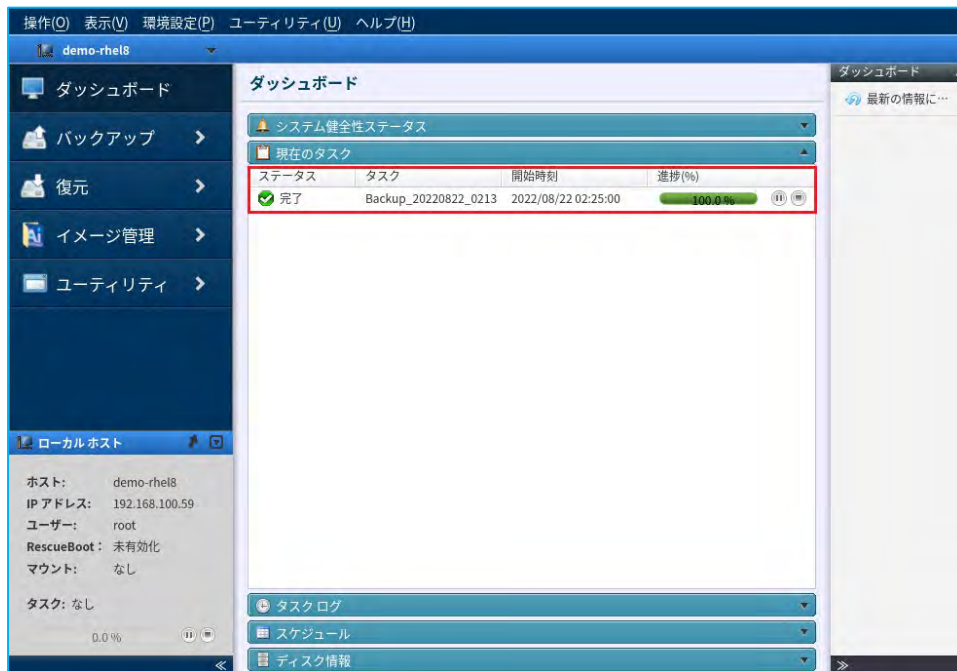 操作(O) 表示(V) 環境設定(P) ユーティリティ(U) ヘルプ(H)
demo-rhel8
ダッシュボード
バックアップ
復元
イメージ管理
ユーティリティ
ローカル ホスト
ホスト: demo-rhel8
IP アドレス: 192.168.100.59
ユーザー: root
RescueBoot: 未有効化
マウント: なし
タスク: なし
0.0 %
ダッシュボード
システム健全性ステータス
現在のタスク
ステータス タスク 開始時刻 進捗(%)
完了 Backup_20220822_0213 2022/08/22 02:25:00 100.0 %
タスク ログ
スケジュール
ディスク情報
ダッシュボード
最新の情報に…